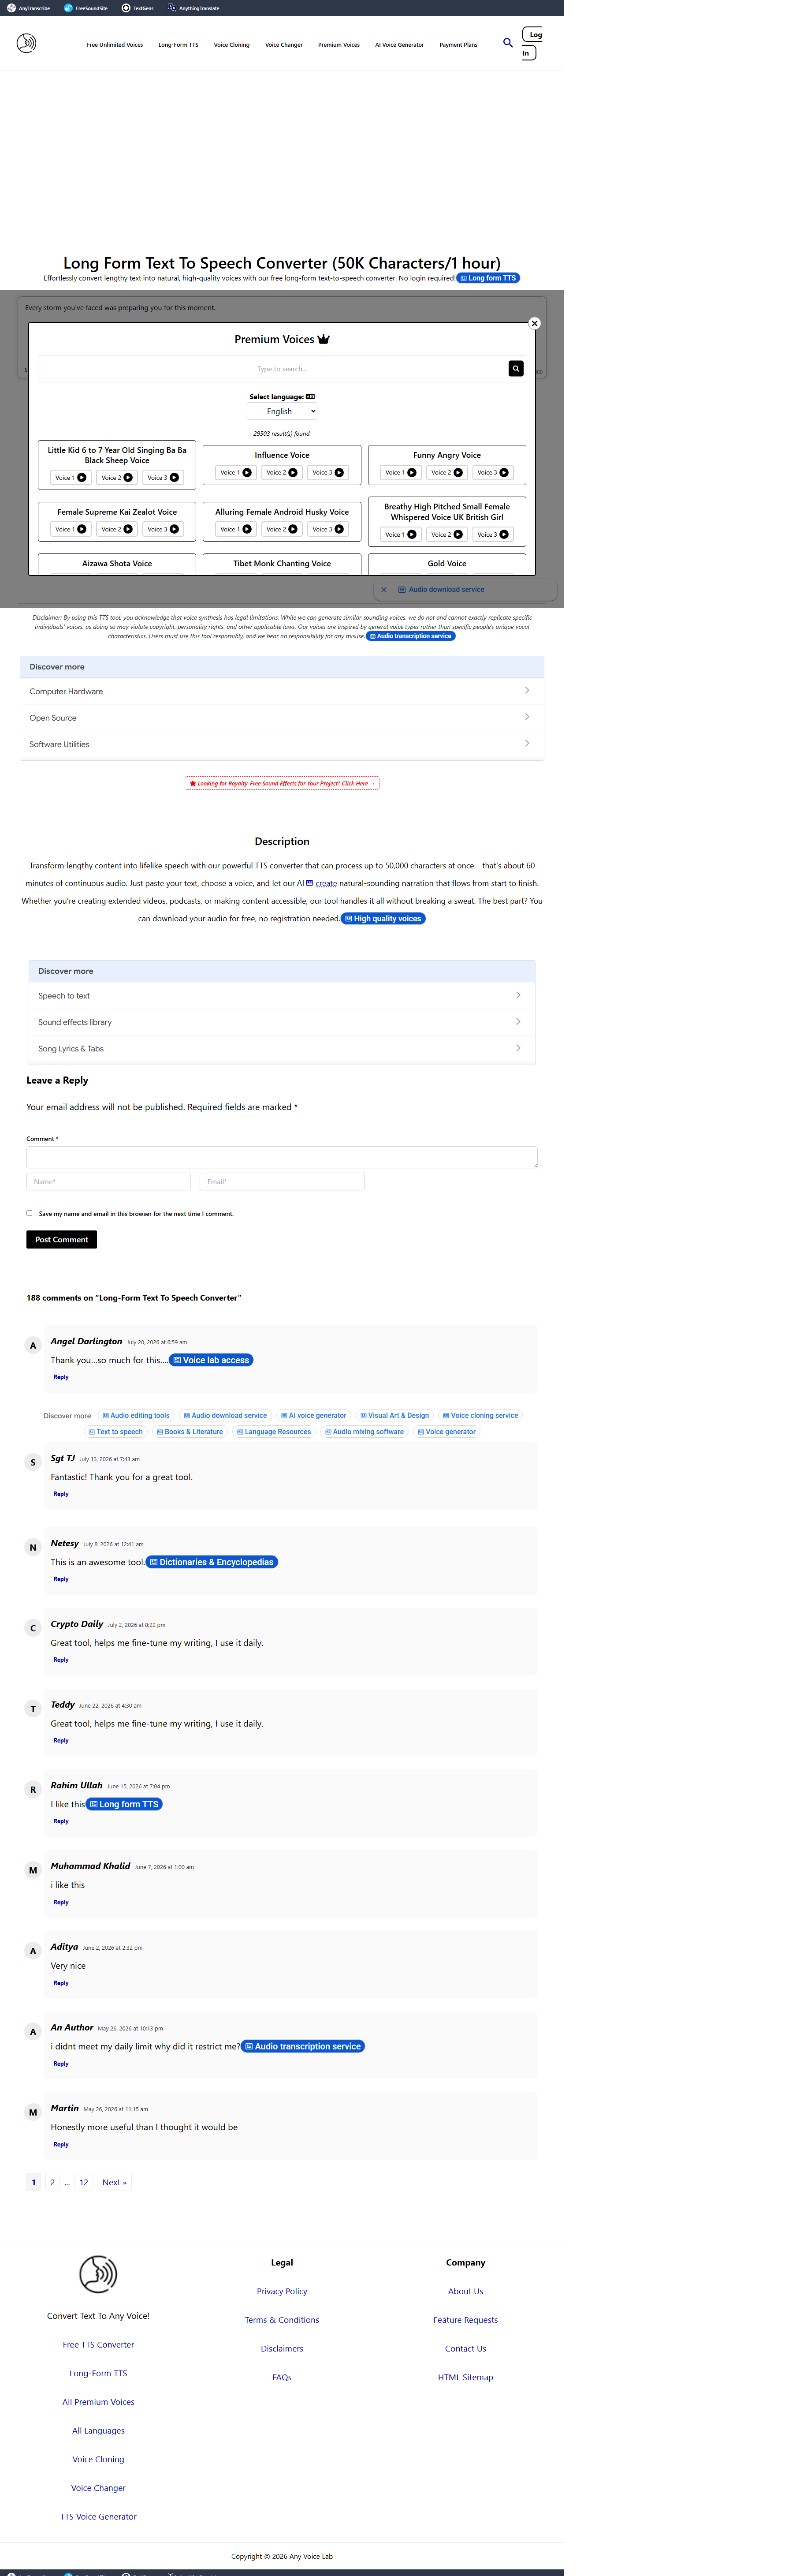 AnyTranscribe FreeSoundSite TextGens AnythingTranslate
Free Unlimited Voices Long-Form TTS Voice Cloning Voice Changer Premium Voices AI Voice Generator Payment Plans Log In
Long Form Text To Speech Converter (50K Characters/1 hour)
Effortlessly convert lengthy text into natural, high-quality voices with our free long-form text-to-speech converter. No login required! Long form TTS
Every storm you've faced was preparing you for this moment.
Premium Voices
Type to search...
Select language:
English
29503 result(s) found.
Little Kid 6 to 7 Year Old Singing Ba Ba Black Sheep Voice
Voice 1 Voice 2 Voice 3
Influence Voice
Voice 1 Voice 2 Voice 3
Funny Angry Voice
Voice 1 Voice 2 Voice 3
Female Supreme Kai Zealot Voice
Voice 1 Voice 2 Voice 3
Alluring Female Android Husky Voice
Voice 1 Voice 2 Voice 3
Breathy High Pitched Small Female Whispered Voice UK British Girl
Voice 1 Voice 2 Voice 3
Aizawa Shota Voice
Tibet Monk Chanting Voice
Gold Voice
Audio download service
Disclaimer: By using this TTS tool, you acknowledge that voice synthesis has legal limitations. While we can generate similar-sounding voices, we do not and cannot exactly replicate specific
individuals' voices, as doing so may violate copyright, personality rights, and other applicable laws. Our voices are inspired by general voice types rather than specific people's unique vocal
characteristics. Users must use this tool responsibly, and we bear no responsibility for any misuse. Audio transcription service
Discover more
Computer Hardware
Open Source
Software Utilities
Looking for Royalty-Free Sound Effects for Your Project? Click Here
Description
Transform lengthy content into lifelike speech with our powerful TTS converter that can process up to 50,000 characters at once – that's about 60
minutes of continuous audio. Just paste your text, choose a voice, and let our AI create natural-sounding narration that flows from start to finish.
Whether you're creating extended videos, podcasts, or making content accessible, our tool handles it all without breaking a sweat. The best part? You
can download your audio for free, no registration needed. High quality voices
Discover more
Speech to text
Sound effects library
Song Lyrics & Tabs
Leave a Reply
Your email address will not be published. Required fields are marked *
Comment *
Name* Email*
Save my name and email in this browser for the next time I comment.
Post Comment
188 comments on "Long-Form Text To Speech Converter"
A
Angel Darlington July 20, 2026 at 6:59 am
Thank you...so much for this.... Voice lab access
Reply
Discover more Audio editing tools Audio download service AI voice generator Visual Art & Design Voice cloning service
Text to speech Books & Literature Language Resources Audio mixing software Voice generator
S
Sgt TJ July 13, 2026 at 7:43 am
Fantastic! Thank you for a great tool.
Reply
N
Netesy July 8, 2026 at 12:41 am
This is an awesome tool. Dictionaries & Encyclopedias
Reply
C
Crypto Daily July 2, 2026 at 8:22 pm
Great tool, helps me fine-tune my writing, I use it daily.
Reply
T
Teddy June 22, 2026 at 4:30 am
Great tool, helps me fine-tune my writing, I use it daily.
Reply
R
Rahim Ullah June 15, 2026 at 7:04 pm
I like this Long form TTS
Reply
M
Muhammad Khalid June 7, 2026 at 1:00 am
i like this
Reply
A
Aditya June 2, 2026 at 2:32 pm
Very nice
Reply
A
An Author May 26, 2026 at 10:13 pm
i didnt meet my daily limit why did it restrict me? Audio transcription service
Reply
M
Martin May 26, 2026 at 11:15 am
Honestly more useful than I thought it would be
Reply
1 2 … 12 Next »
Convert Text To Any Voice!
Free TTS Converter
Long-Form TTS
All Premium Voices
All Languages
Voice Cloning
Voice Changer
TTS Voice Generator
Legal
Privacy Policy
Terms & Conditions
Disclaimers
FAQs
Company
About Us
Feature Requests
Contact Us
HTML Sitemap
Copyright © 2026 Any Voice Lab